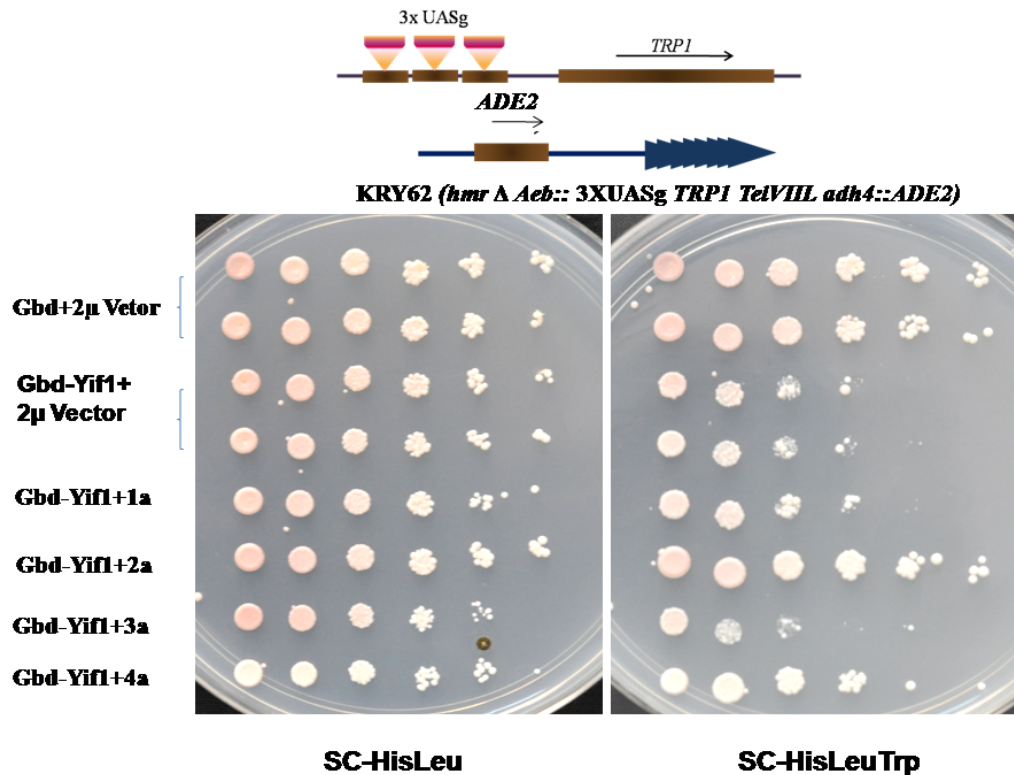 3x UASg
TRP1
ADE2
KRY62 (hmr Δ Aeb:: 3XUASg TRP1 TelVIIL adh4::ADE2)
Gbd+2µ Vetor
Gbd-Yif1+
2µ Vector
Gbd-Yif1+1a
Gbd-Yif1+2a
Gbd-Yif1+3a
Gbd-Yif1+4a
SC-HisLeu
SC-HisLeuTrp